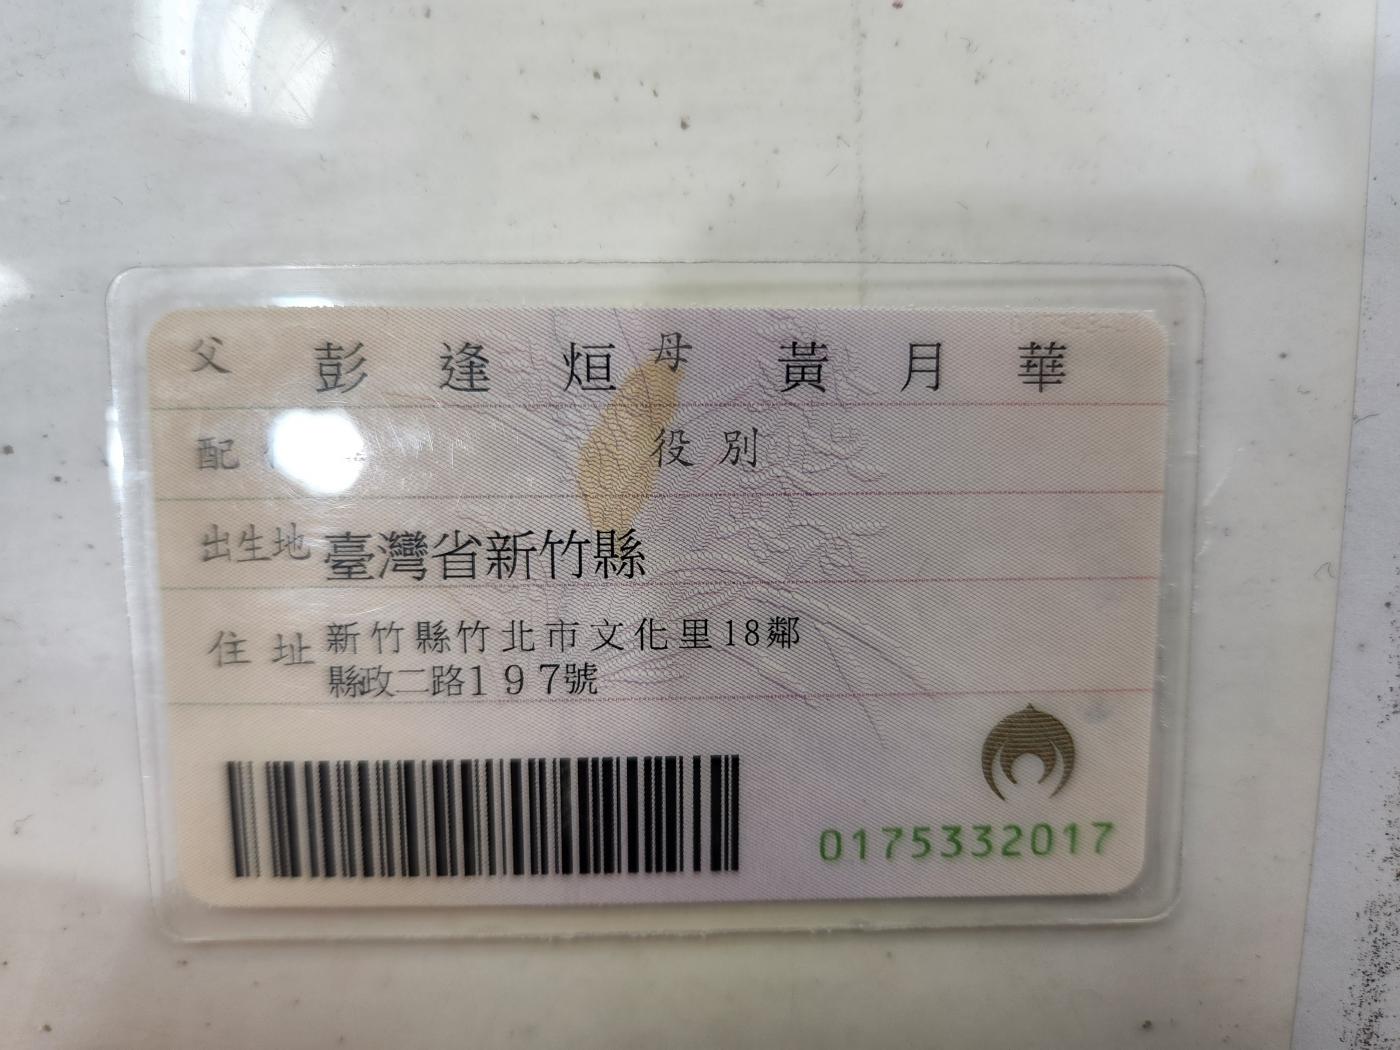 父 彭逢烜 母 黃月華
配 役別
出生地 臺灣省新竹縣
住址 新竹縣竹北市文化里18鄰
縣政二路197號
0175332017